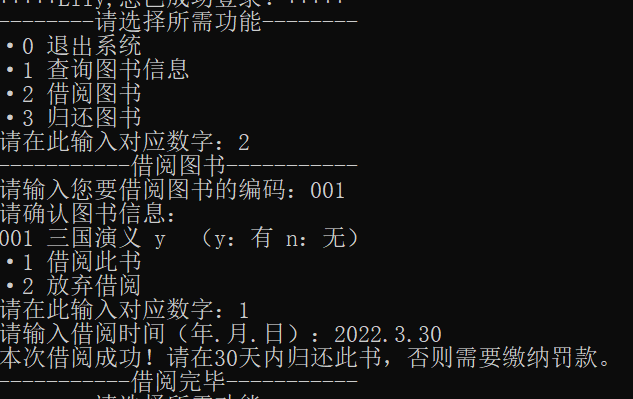 *****Lily,您已成功登录！*****
--------请选择所需功能--------
·0 退出系统
·1 查询图书信息
·2 借阅图书
·3 归还图书
请在此输入对应数字：2
-----------借阅图书-----------
请输入您要借阅图书的编码：001
请确认图书信息：
001 三国演义 y  （y：有 n：无）
·1 借阅此书
·2 放弃借阅
请在此输入对应数字：1
请输入借阅时间（年.月.日）：2022.3.30
本次借阅成功！请在30天内归还此书，否则需要缴纳罚款。
-----------借阅完毕-----------
--------请选择所需功能--------